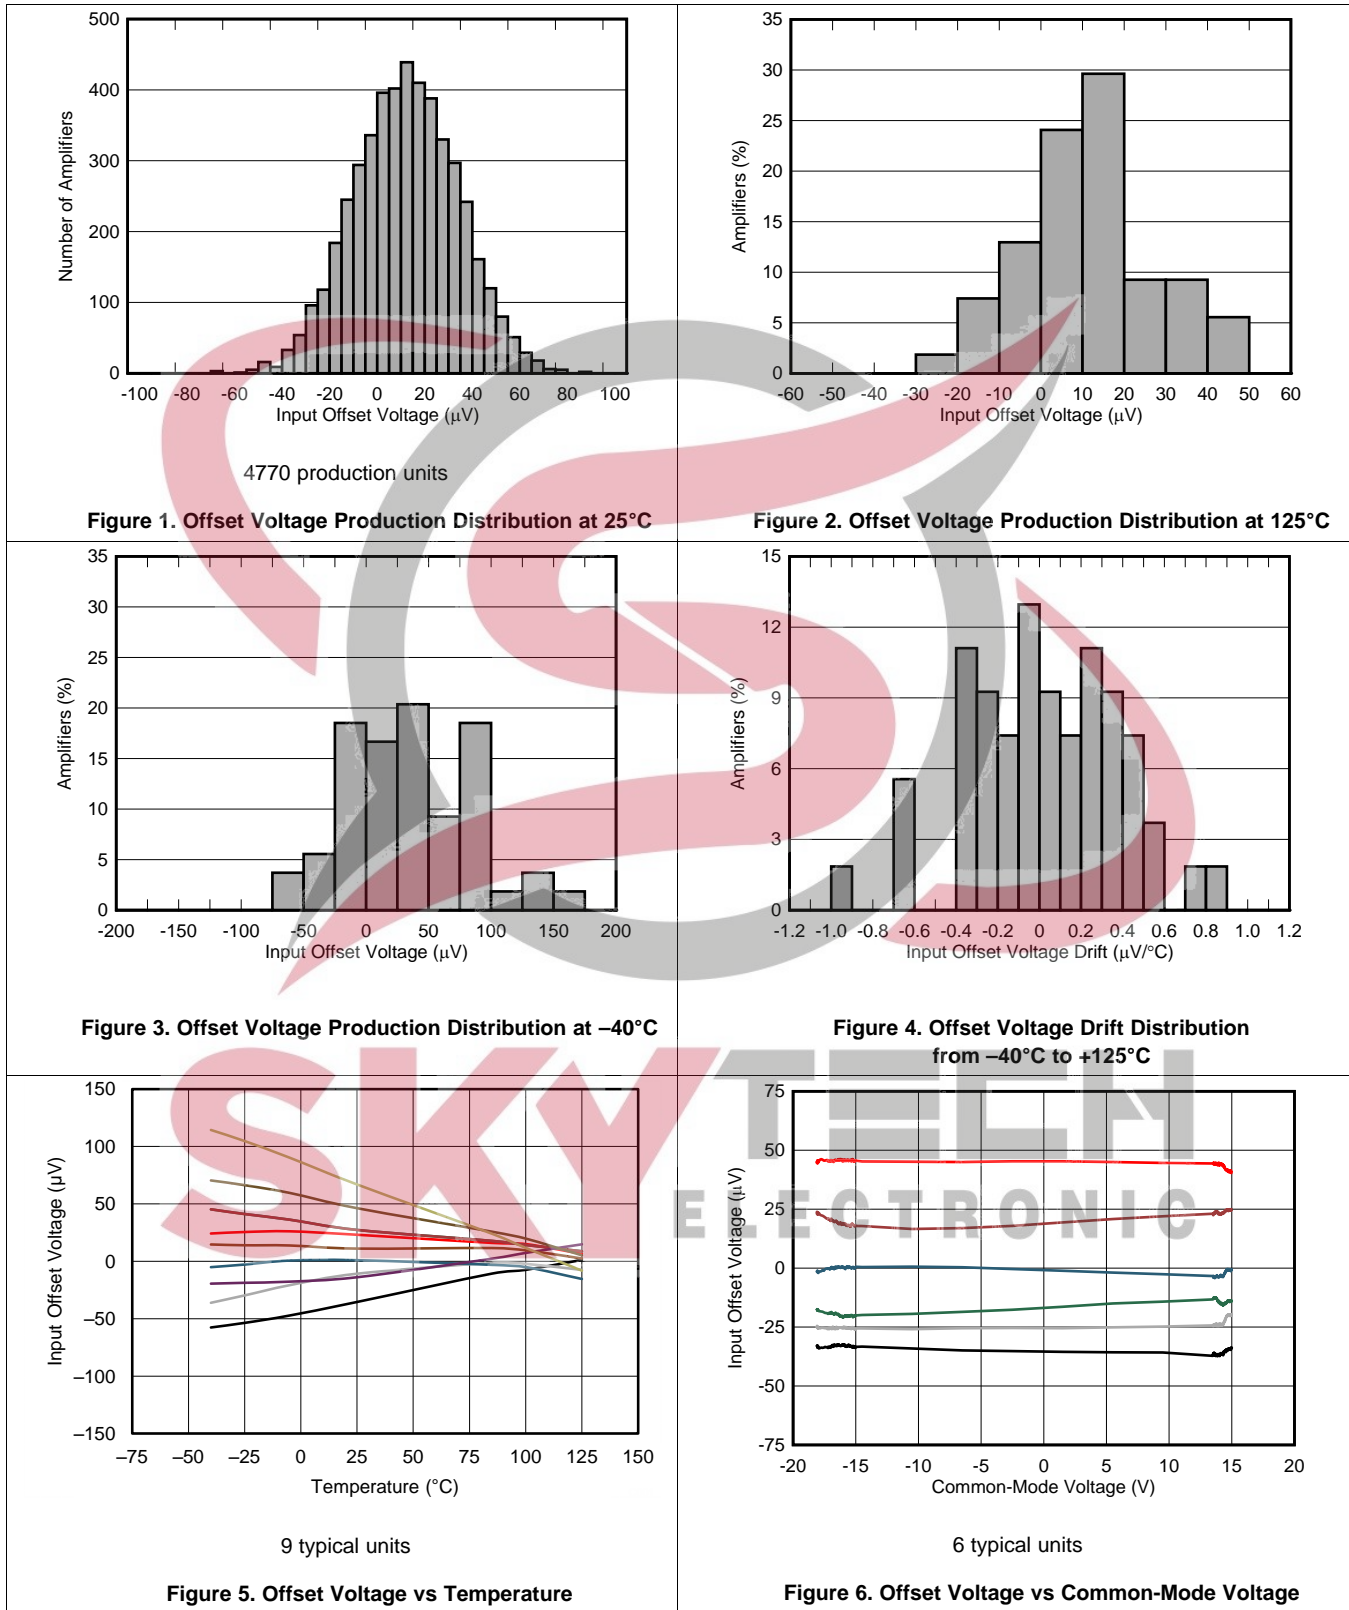 500
400
300
200
100
0
Number of Amplifiers
-100 -80 -60 -40 -20 0 20 40 60 80 100
Input Offset Voltage (μV)
4770 production units
Figure 1. Offset Voltage Production Distribution at 25°C
35
30
25
20
15
10
5
0
Amplifiers (%)
-60 -50 -40 -30 -20 -10 0 10 20 30 40 50 60
Input Offset Voltage (μV)
Figure 2. Offset Voltage Production Distribution at 125°C
35
30
25
20
15
10
5
0
Amplifiers (%)
-200 -150 -100 -50 0 50 100 150 200
Input Offset Voltage (μV)
Figure 3. Offset Voltage Production Distribution at –40°C
15
12
9
6
3
0
Amplifiers (%)
-1.2 -1.0 -0.8 -0.6 -0.4 -0.2 0 0.2 0.4 0.6 0.8 1.0 1.2
Input Offset Voltage Drift (μV/°C)
Figure 4. Offset Voltage Drift Distribution
from –40°C to +125°C
150
100
50
0
–50
–100
–150
Input Offset Voltage (μV)
–75 –50 –25 0 25 50 75 100 125 150
Temperature (°C)
9 typical units
Figure 5. Offset Voltage vs Temperature
75
50
25
0
-25
-50
-75
Input Offset Voltage (μV)
-20 -15 -10 -5 0 5 10 15 20
Common-Mode Voltage (V)
6 typical units
Figure 6. Offset Voltage vs Common-Mode Voltage
SKYTECH
ELECTRONIC